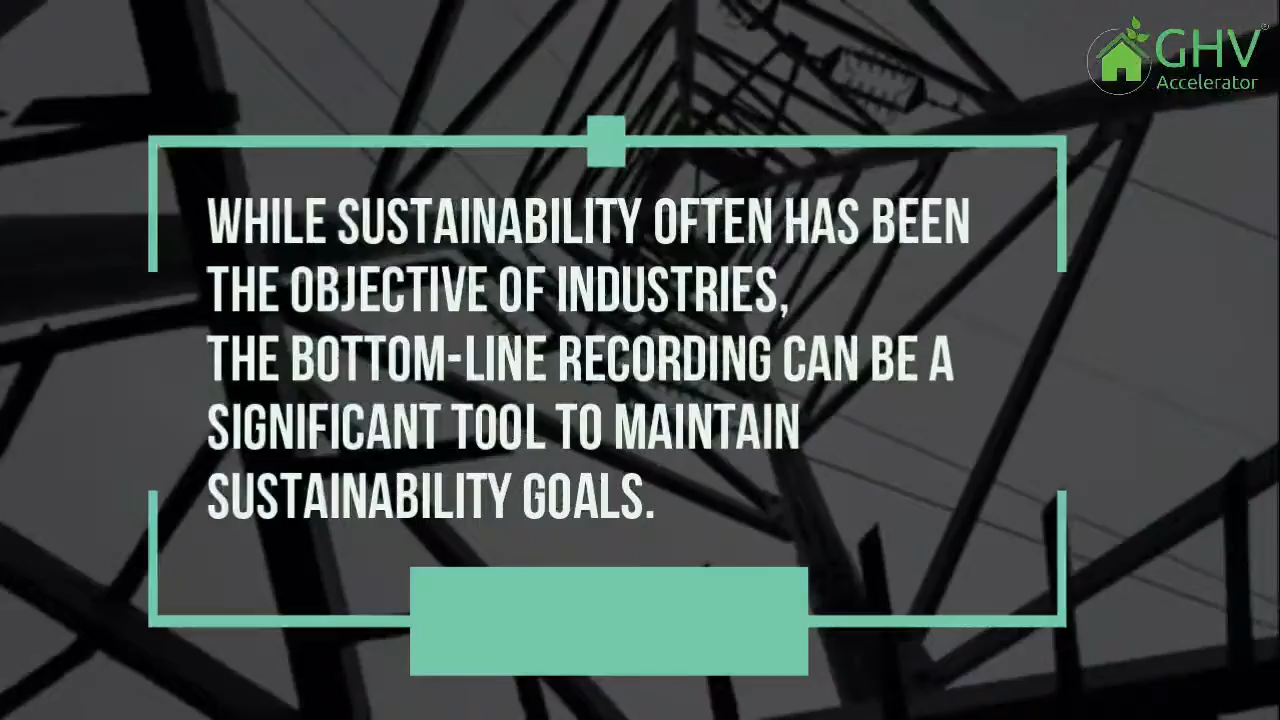 GHV
Accelerator
WHILE SUSTAINABILITY OFTEN HAS BEEN
THE OBJECTIVE OF INDUSTRIES,
THE BOTTOM-LINE RECORDING CAN BE A
SIGNIFICANT TOOL TO MAINTAIN
SUSTAINABILITY GOALS.